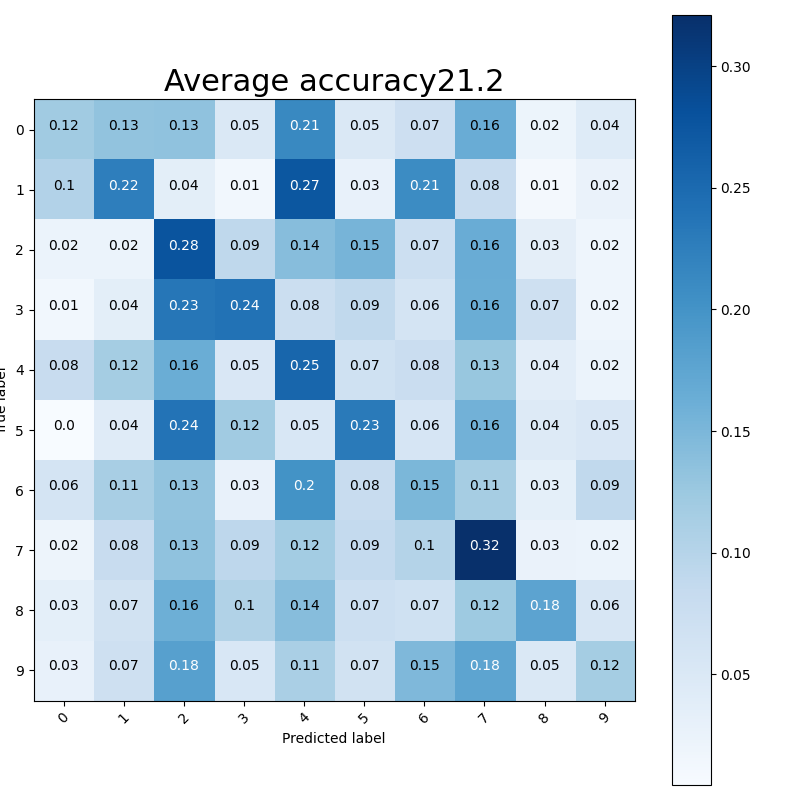 Average accuracy21.2
0 0.12 0.13 0.13 0.05 0.21 0.05 0.07 0.16 0.02 0.04
1 0.1 0.22 0.04 0.01 0.27 0.03 0.21 0.08 0.01 0.02
2 0.02 0.02 0.28 0.09 0.14 0.15 0.07 0.16 0.03 0.02
3 0.01 0.04 0.23 0.24 0.08 0.09 0.06 0.16 0.07 0.02
4 0.08 0.12 0.16 0.05 0.25 0.07 0.08 0.13 0.04 0.02
5 0.0 0.04 0.24 0.12 0.05 0.23 0.06 0.16 0.04 0.05
6 0.06 0.11 0.13 0.03 0.2 0.08 0.15 0.11 0.03 0.09
7 0.02 0.08 0.13 0.09 0.12 0.09 0.1 0.32 0.03 0.02
8 0.03 0.07 0.16 0.1 0.14 0.07 0.07 0.12 0.18 0.06
9 0.03 0.07 0.18 0.05 0.11 0.07 0.15 0.18 0.05 0.12
0 1 2 3 4 5 6 7 8 9
Predicted label
label
0.30
0.25
0.20
0.15
0.10
0.05